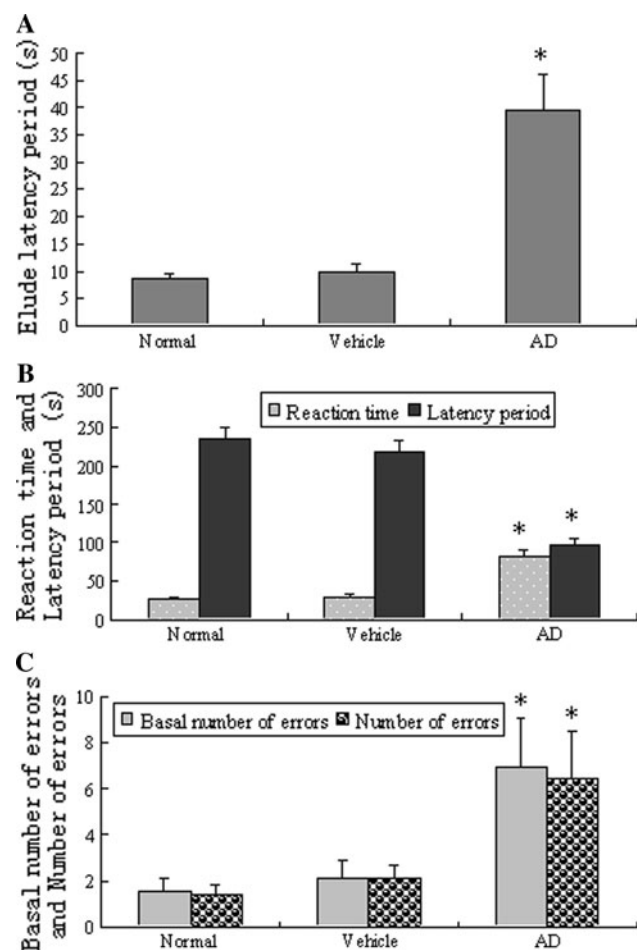 A
Elude latency period (s)
50
45
40
35
30
25
20
15
10
5
0
*
Normal Vehicle AD
B
Reaction time and
Latency period (s)
300
250
200
150
100
50
0
Reaction time Latency period
* *
Normal Vehicle AD
C
Basal number of errors
and Number of errors
10
8
6
4
2
0
Basal number of errors Number of errors
* *
Normal Vehicle AD